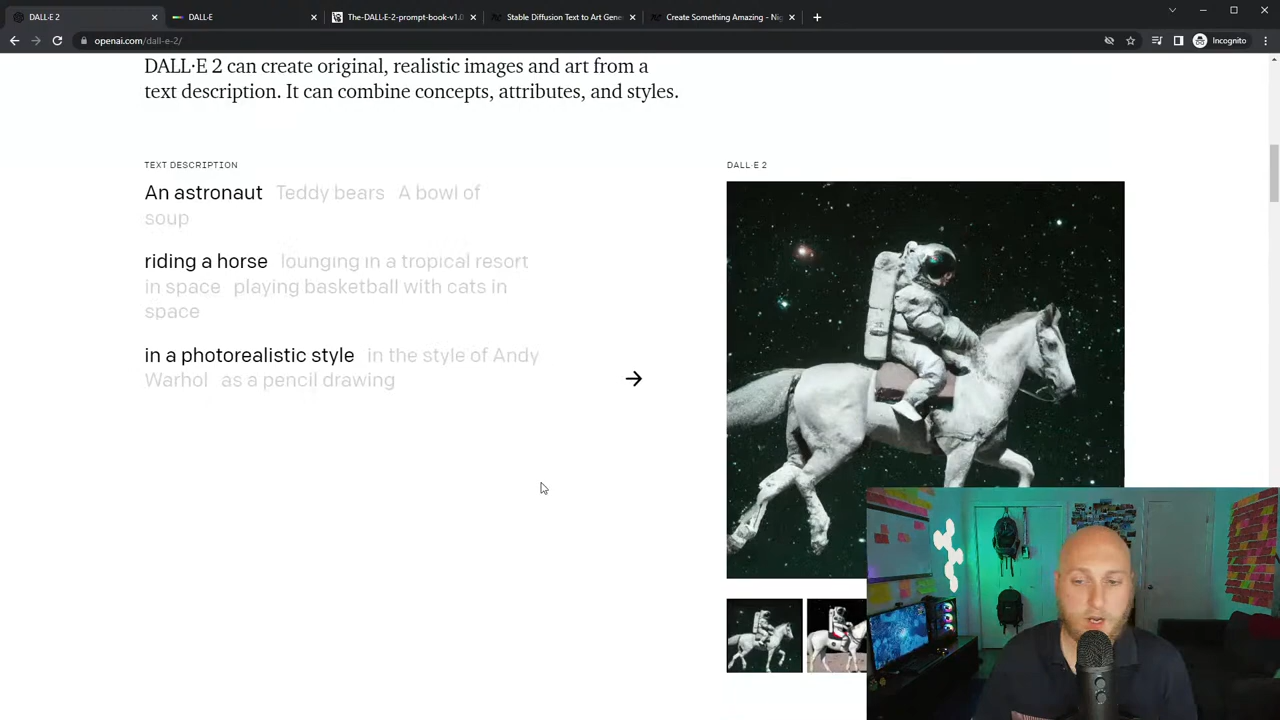 DALL-E 2
DALL-E
The-DALL-E-2-prompt-book-v1.0
Stable Diffusion Text to Art Gene
Create Something Amazing - Nig
openai.com/dall-e-2/
Incognito
DALL·E 2 can create original, realistic images and art from a
text description. It can combine concepts, attributes, and styles.
TEXT DESCRIPTION
An astronaut Teddy bears A bowl of
soup
riding a horse lounging in a tropical resort
in space playing basketball with cats in
space
in a photorealistic style in the style of Andy
Warhol as a pencil drawing
DALL·E 2